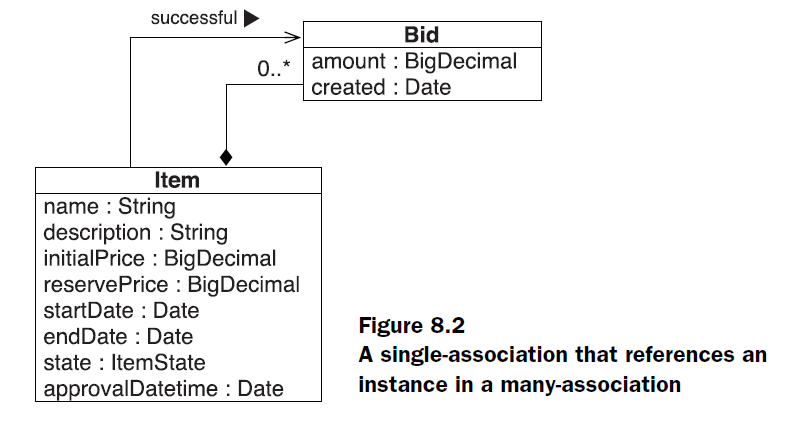 successful ▶
Bid
0..*
amount : BigDecimal
created : Date
Item
name : String
description : String
initialPrice : BigDecimal
reservePrice : BigDecimal
startDate : Date
endDate : Date
state : ItemState
approvalDatetime : Date
Figure 8.2
A single-association that references an
instance in a many-association